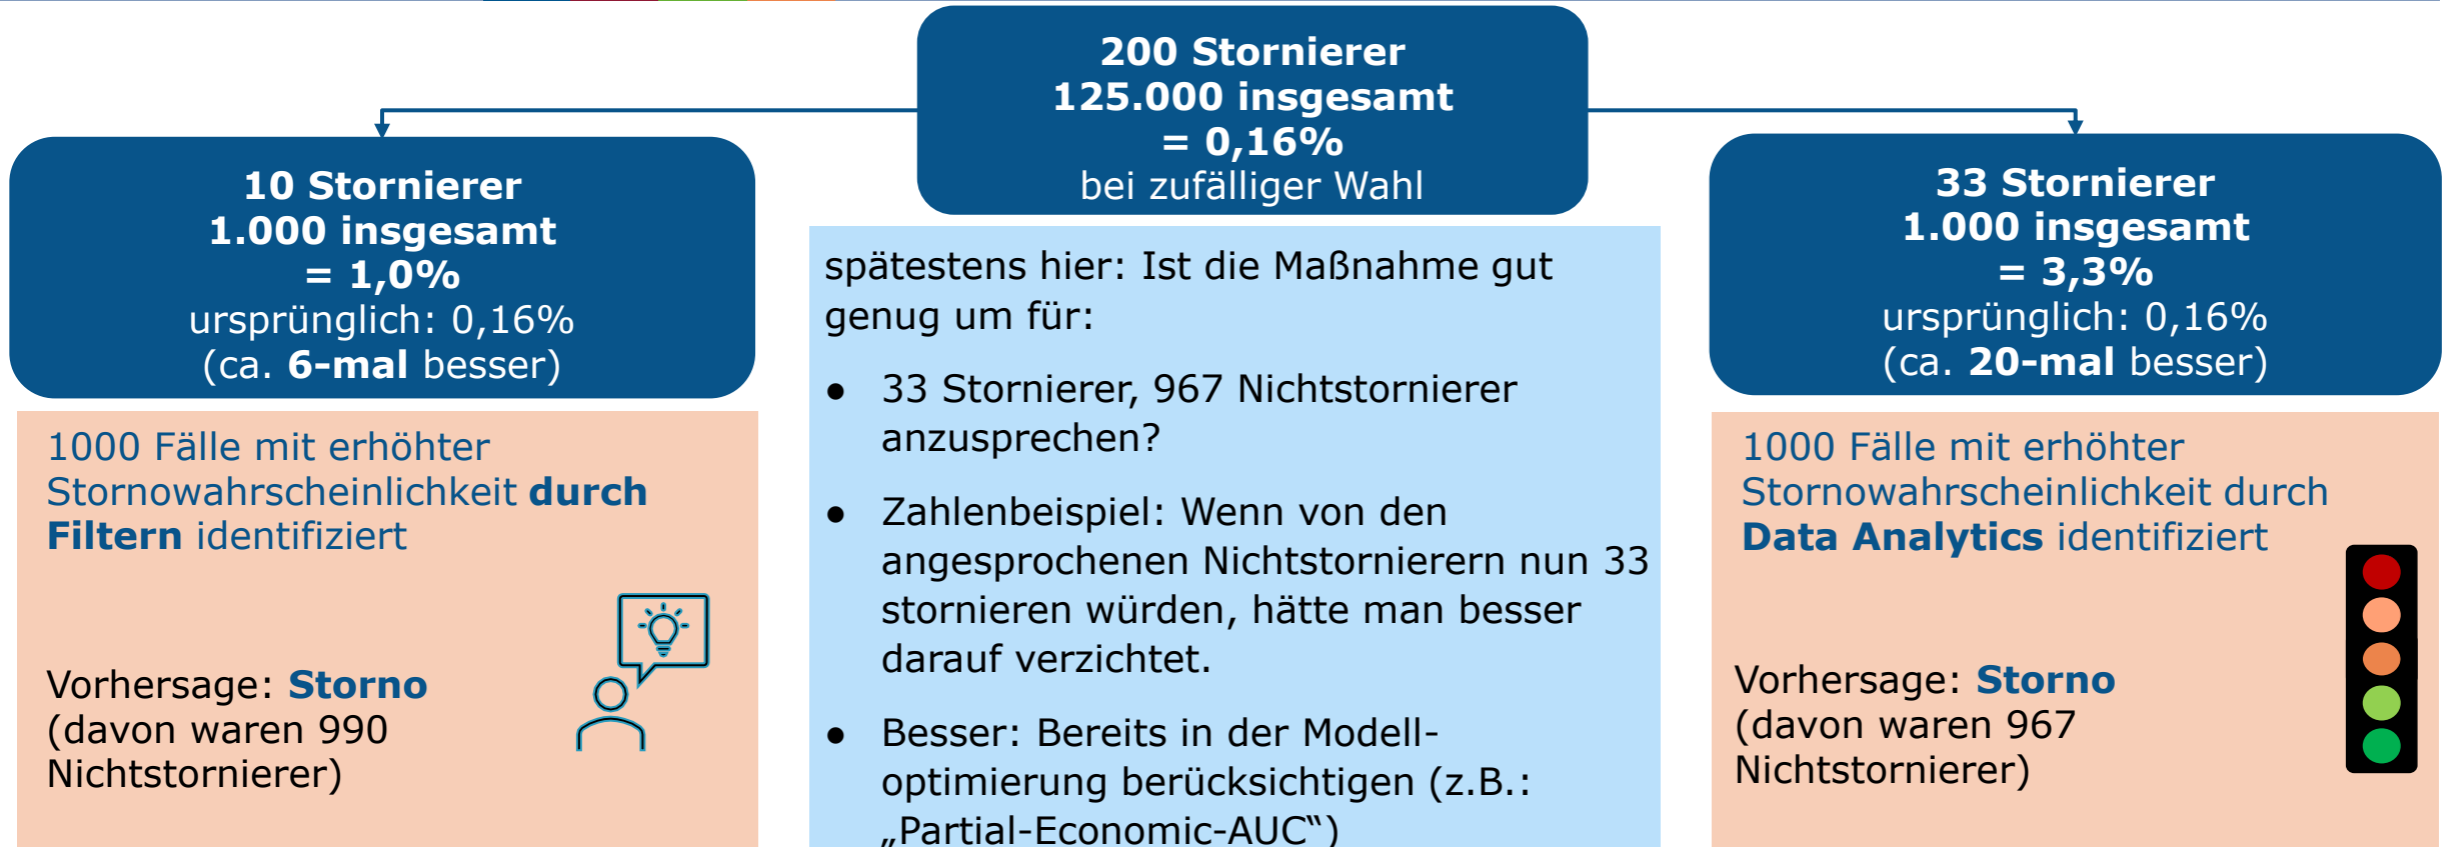 200 Stornierer
125.000 insgesamt
= 0,16%
bei zufälliger Wahl
10 Stornierer
1.000 insgesamt
= 1,0%
ursprünglich: 0,16%
(ca. 6-mal besser)
1000 Fälle mit erhöhter
Stornowahrscheinlichkeit durch
Filtern identifiziert
Vorhersage: Storno
(davon waren 990
Nichtstornierer)
spätestens hier: Ist die Maßnahme gut
genug um für:
● 33 Stornierer, 967 Nichtstornierer
anzusprechen?
● Zahlenbeispiel: Wenn von den
angesprochenen Nichtstornierern nun 33
stornieren würden, hätte man besser
darauf verzichtet.
● Besser: Bereits in der Modell-
optimierung berücksichtigen (z.B.:
„Partial-Economic-AUC“)
33 Stornierer
1.000 insgesamt
= 3,3%
ursprünglich: 0,16%
(ca. 20-mal besser)
1000 Fälle mit erhöhter
Stornowahrscheinlichkeit durch
Data Analytics identifiziert
Vorhersage: Storno
(davon waren 967
Nichtstornierer)